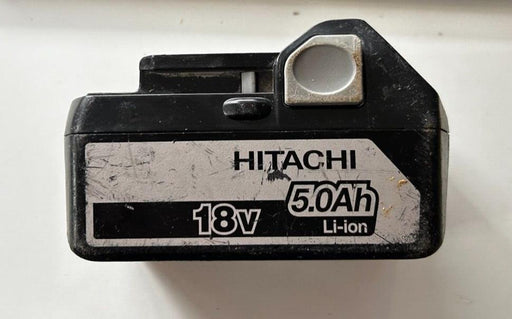 HITACHI
5.0Ah
18v
Li-ion